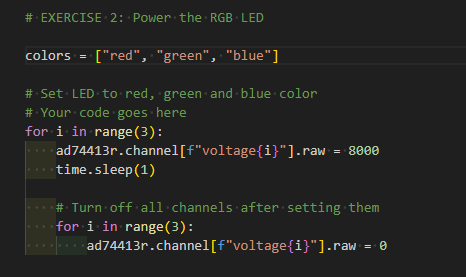 # EXERCISE 2: Power the RGB LED
colors = ["red", "green", "blue"]
# Set LED to red, green and blue color
# Your code goes here
for i in range(3):
    ad74413r.channel[f"voltage{i}"].raw = 8000
    time.sleep(1)
    # Turn off all channels after setting them
    for i in range(3):
        ad74413r.channel[f"voltage{i}"].raw = 0